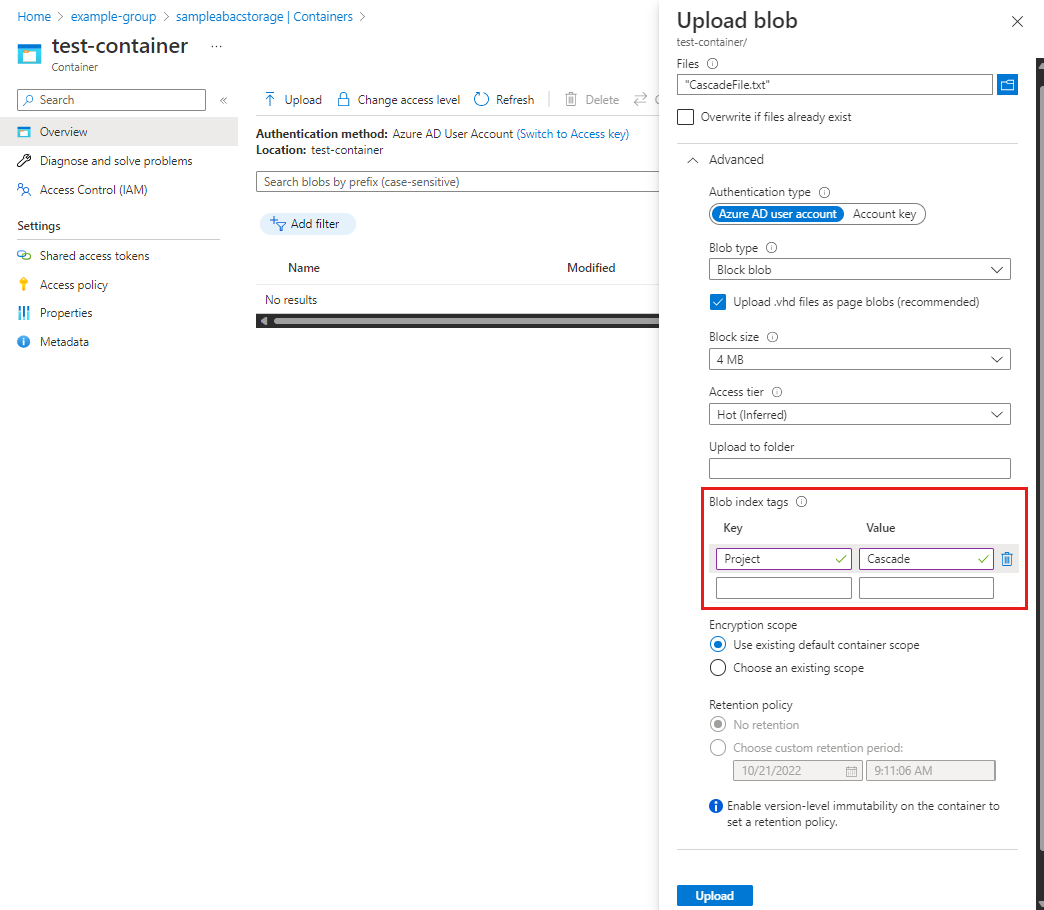 Home > example-group > sampleabacstorage | Containers >
test-container ...
Container
Search «
Overview
Diagnose and solve problems
Access Control (IAM)
Settings
Shared access tokens
Access policy
Properties
Metadata
Upload Change access level Refresh Delete
Authentication method: Azure AD User Account (Switch to Access key)
Location: test-container
Search blobs by prefix (case-sensitive)
Add filter
Name Modified
No results
Upload blob
test-container/
Files
"CascadeFile.txt"
Overwrite if files already exist
Advanced
Authentication type
Azure AD user account Account key
Blob type
Block blob
Upload .vhd files as page blobs (recommended)
Block size
4 MB
Access tier
Hot (Inferred)
Upload to folder
Blob index tags
Key Value
Project Cascade
Encryption scope
Use existing default container scope
Choose an existing scope
Retention policy
No retention
Choose custom retention period:
10/21/2022 9:11:06 AM
Enable version-level immutability on the container to
set a retention policy.
Upload